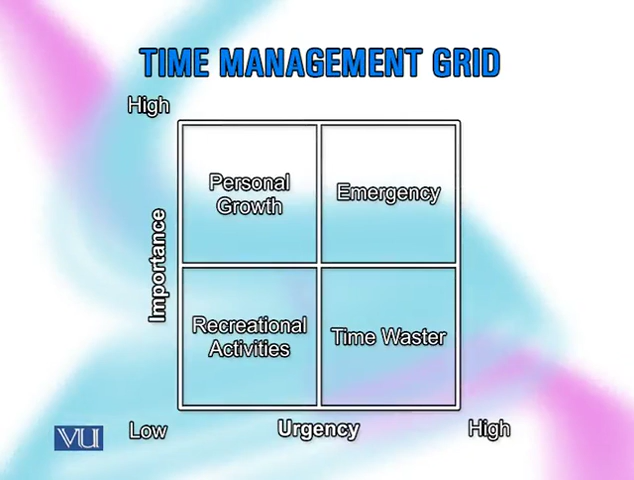 TIME MANAGEMENT GRID
High
Personal
Growth
Emergency
Importance
Recreational
Activities
Time Waster
VU
Low
Urgency
High